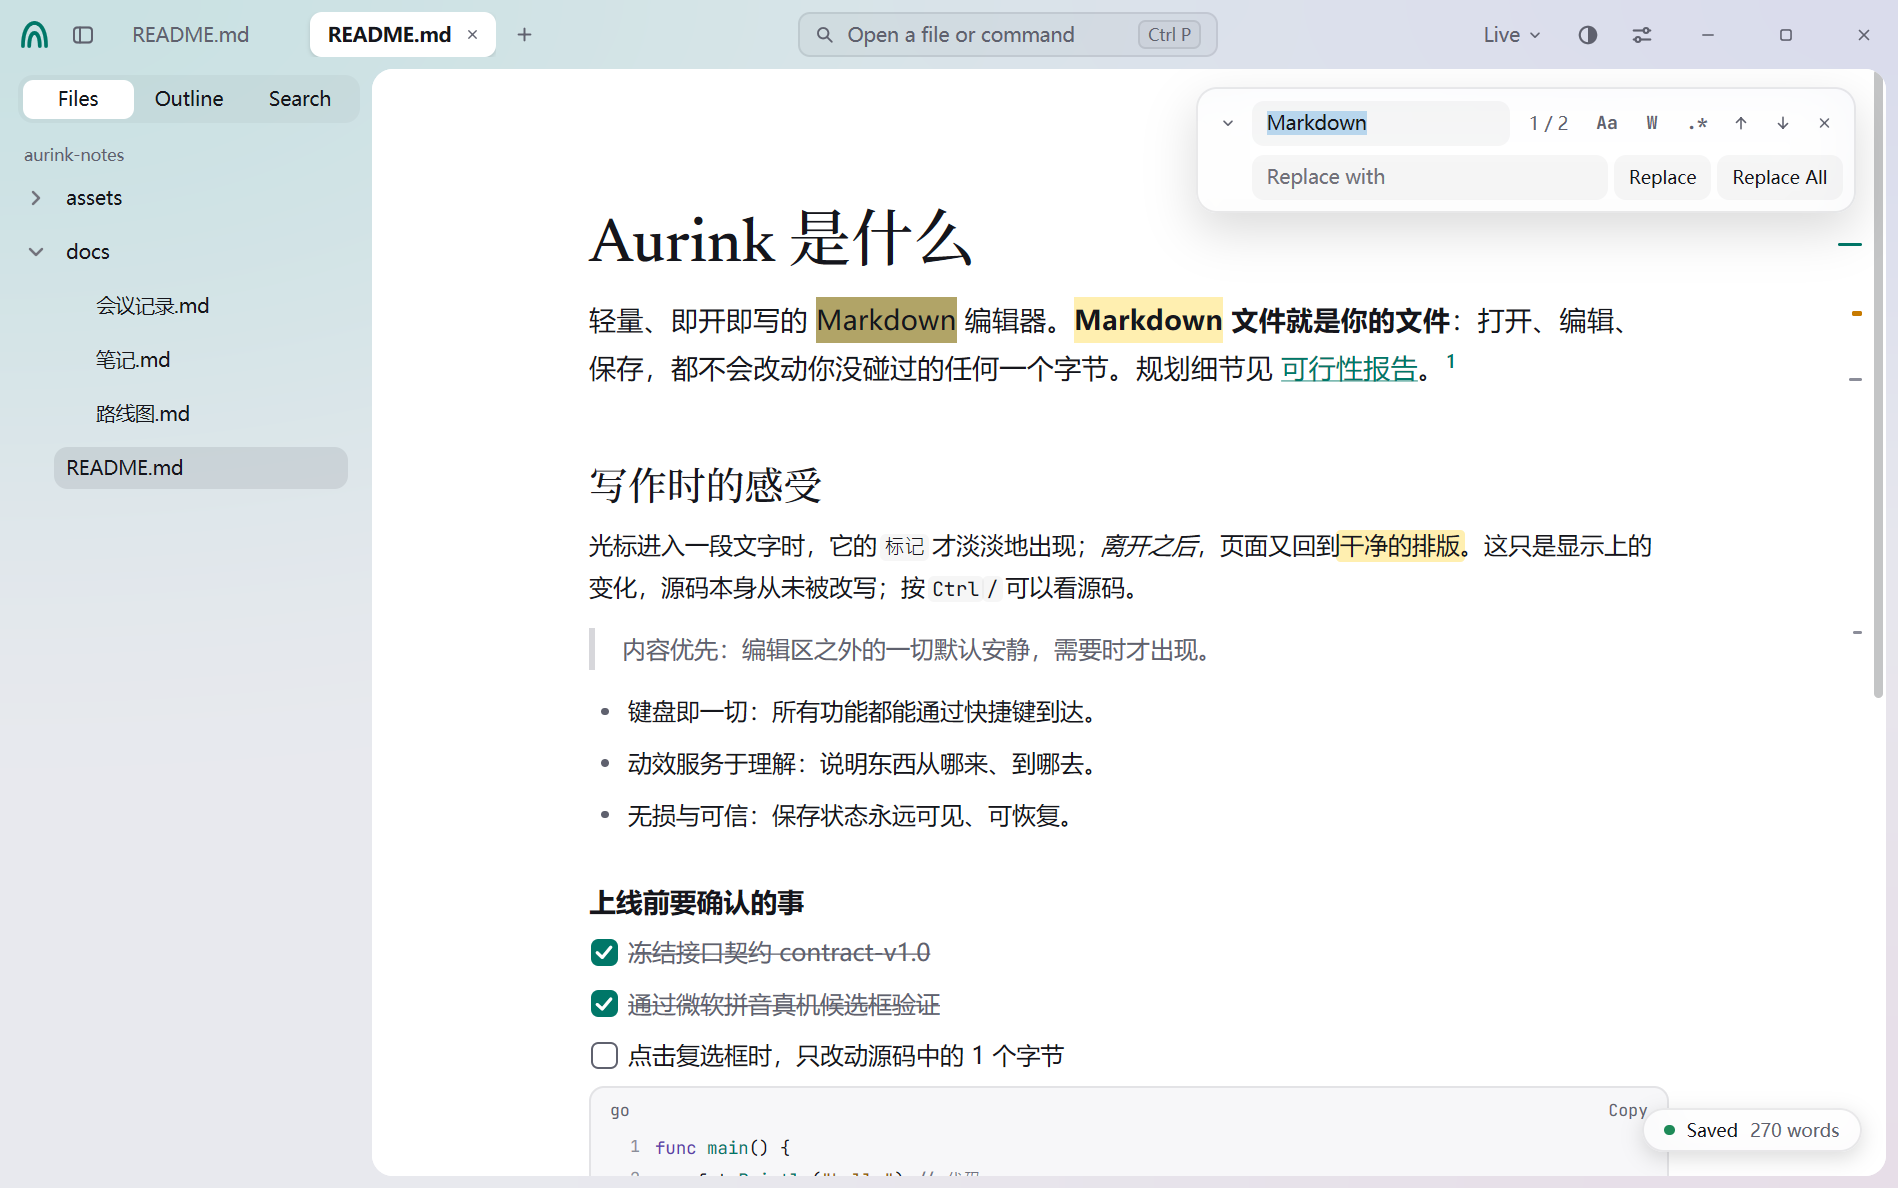 README.md
README.md
Open a file or command
Ctrl P
Live
Files
Outline
Search
aurink-notes
assets
docs
会议记录.md
笔记.md
路线图.md
README.md
Markdown
1 / 2
Aa
W
.*
Replace with
Replace
Replace All
Aurink 是什么
轻量、即开即写的 Markdown 编辑器。Markdown 文件就是你的文件：打开、编辑、
保存，都不会改动你没碰过的任何一个字节。规划细节见 可行性报告。1
写作时的感受
光标进入一段文字时，它的 标记 才淡淡地出现；离开之后，页面又回到干净的排版。这只是显示上的
变化，源码本身从未被改写；按 Ctrl / 可以看源码。
内容优先：编辑区之外的一切默认安静，需要时才出现。
键盘即一切：所有功能都能通过快捷键到达。
动效服务于理解：说明东西从哪来、到哪去。
无损与可信：保存状态永远可见、可恢复。
上线前要确认的事
冻结接口契约 contract-v1.0
通过微软拼音真机候选框验证
点击复选框时，只改动源码中的 1 个字节
go
Copy
1 func main() {
Saved 270 words